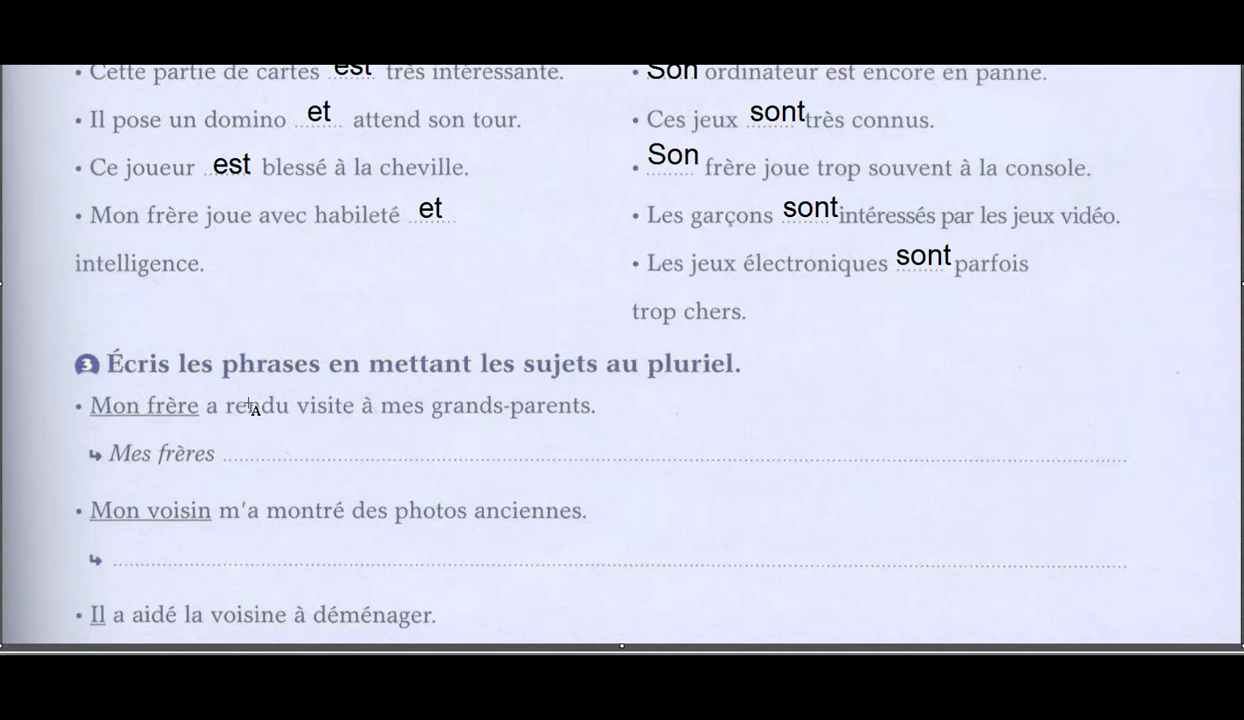 • Cette partie de cartes est très intéressante.
• Il pose un domino et attend son tour.
• Ce joueur est blessé à la cheville.
• Mon frère joue avec habileté et
intelligence.
• Son ordinateur est encore en panne.
• Ces jeux sont très connus.
• Son frère joue trop souvent à la console.
• Les garçons sont intéressés par les jeux vidéo.
• Les jeux électroniques sont parfois
trop chers.
3 Écris les phrases en mettant les sujets au pluriel.
• Mon frère a rendu visite à mes grands-parents.
↳ Mes frères ..........
• Mon voisin m'a montré des photos anciennes.
↳ ..........
• Il a aidé la voisine à déménager.